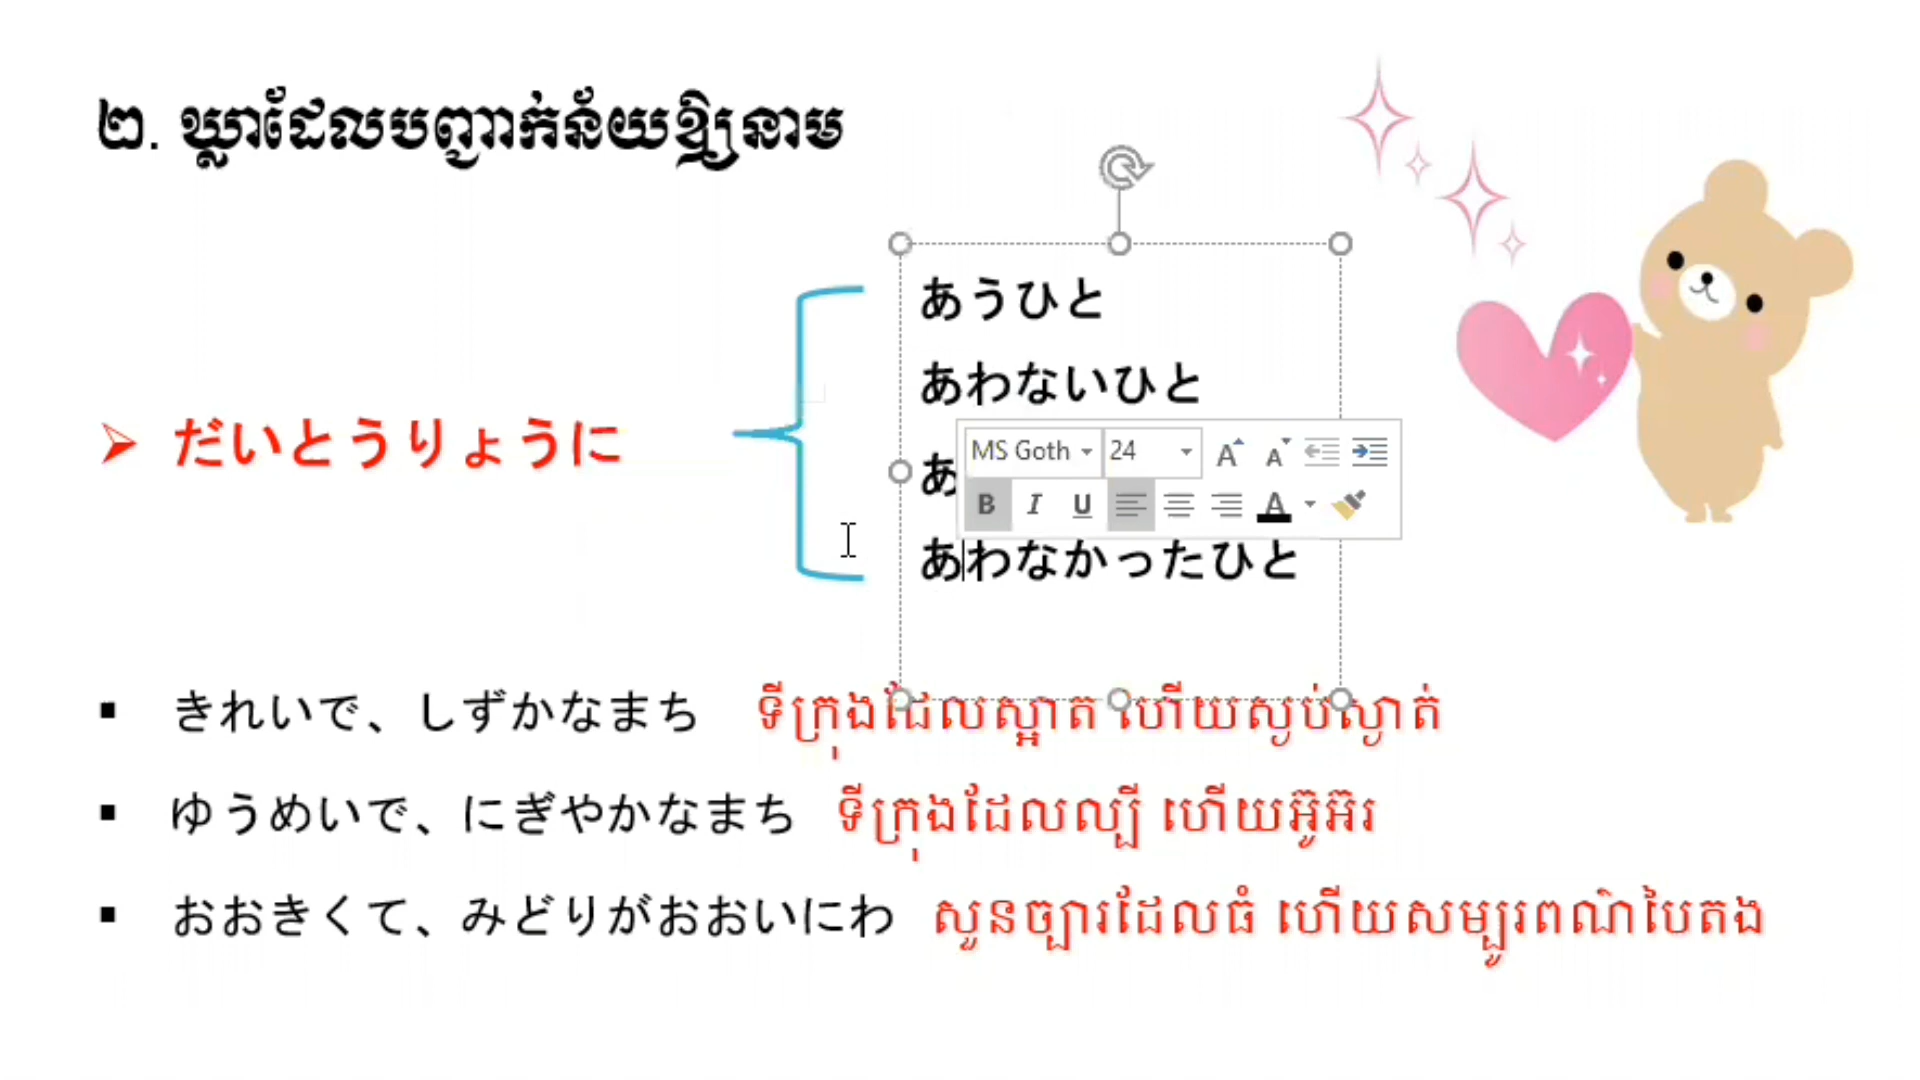 ២. ឃ្លាដែលបញ្ជាក់ន័យឱ្យនាម
だいとうりょうに
あうひと
あわないひと
あ
MS Goth 24
B I U A
あわなかったひと
きれいで、しずかなまち ទីក្រុងដែលស្អាត ហើយស្ងប់ស្ងាត់
ゆうめいで、にぎやかなまち ទីក្រុងដែលល្បី ហើយអ៊ូអ៊រ
おおきくて、みどりがおおいにわ សួនច្បារដែលធំ ហើយសម្បូរពណ៌បៃតង